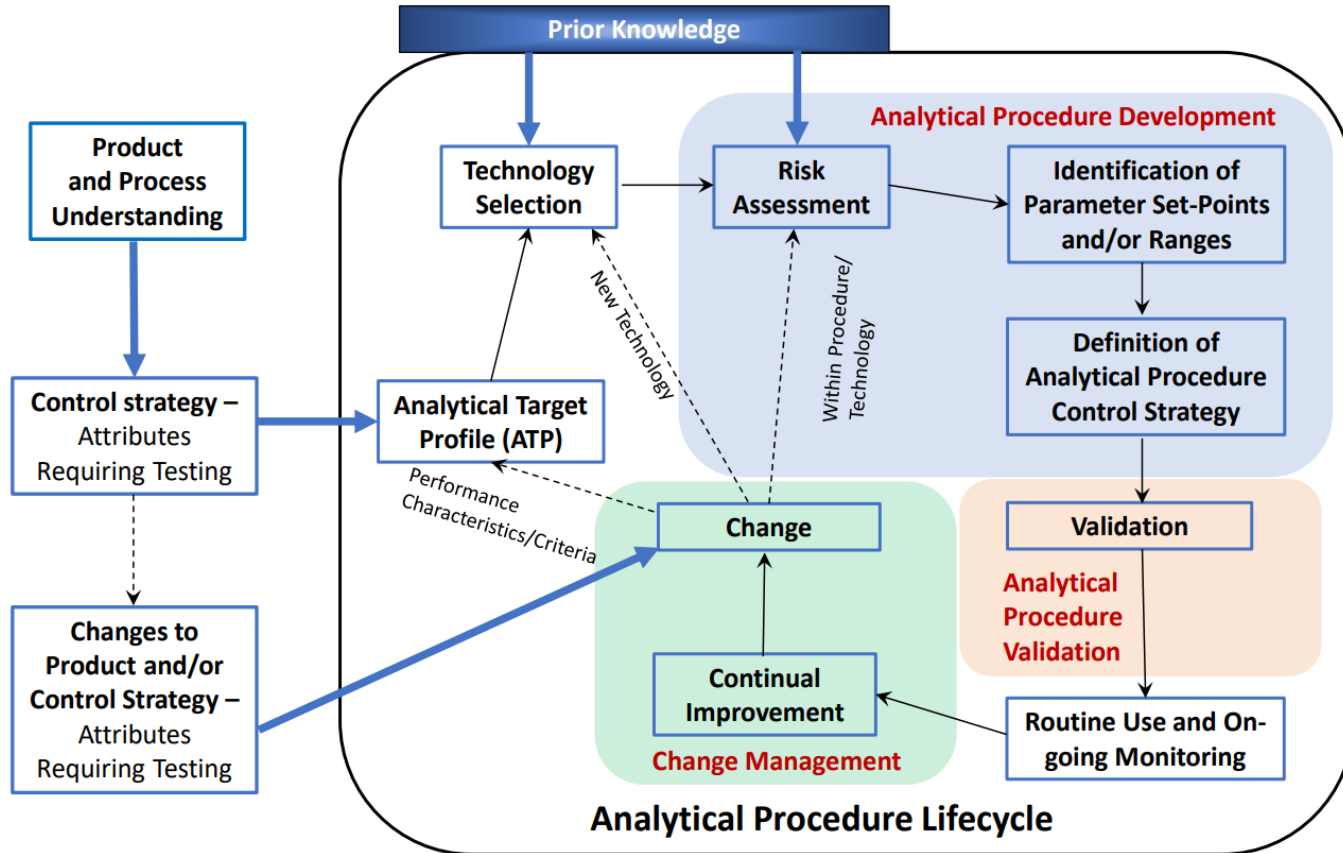 Prior Knowledge
Analytical Procedure Development
Product
and Process
Understanding
Technology
Selection
Risk
Assessment
Identification of
Parameter Set-Points
and/or Ranges
New Technology
Within Procedure/
Technology
Control strategy –
Attributes
Requiring Testing
Analytical Target
Profile (ATP)
Definition of
Analytical Procedure
Control Strategy
Performance
Characteristics/Criteria
Change
Validation
Analytical
Procedure
Validation
Changes to
Product and/or
Control Strategy –
Attributes
Requiring Testing
Continual
Improvement
Change Management
Routine Use and On-
going Monitoring
Analytical Procedure Lifecycle